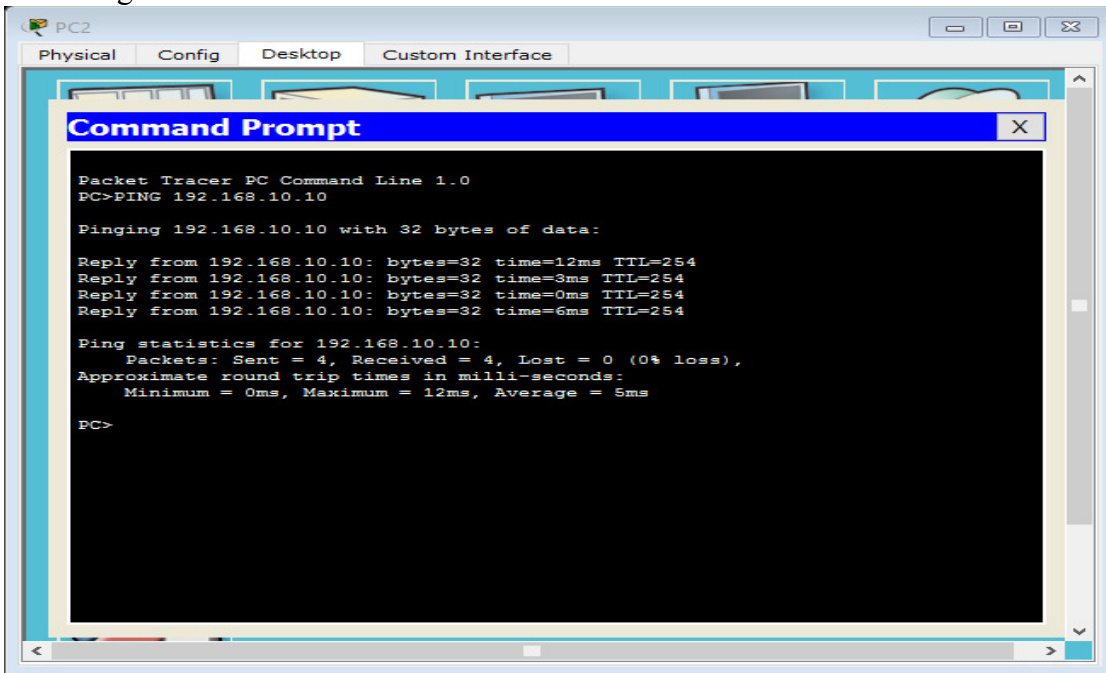 PC2
Physical Config Desktop Custom Interface
Command Prompt
X
Packet Tracer PC Command Line 1.0
PC>PING 192.168.10.10
Pinging 192.168.10.10 with 32 bytes of data:
Reply from 192.168.10.10: bytes=32 time=12ms TTL=254
Reply from 192.168.10.10: bytes=32 time=3ms TTL=254
Reply from 192.168.10.10: bytes=32 time=0ms TTL=254
Reply from 192.168.10.10: bytes=32 time=6ms TTL=254
Ping statistics for 192.168.10.10:
Packets: Sent = 4, Received = 4, Lost = 0 (0% loss),
Approximate round trip times in milli-seconds:
Minimum = 0ms, Maximum = 12ms, Average = 5ms
PC>